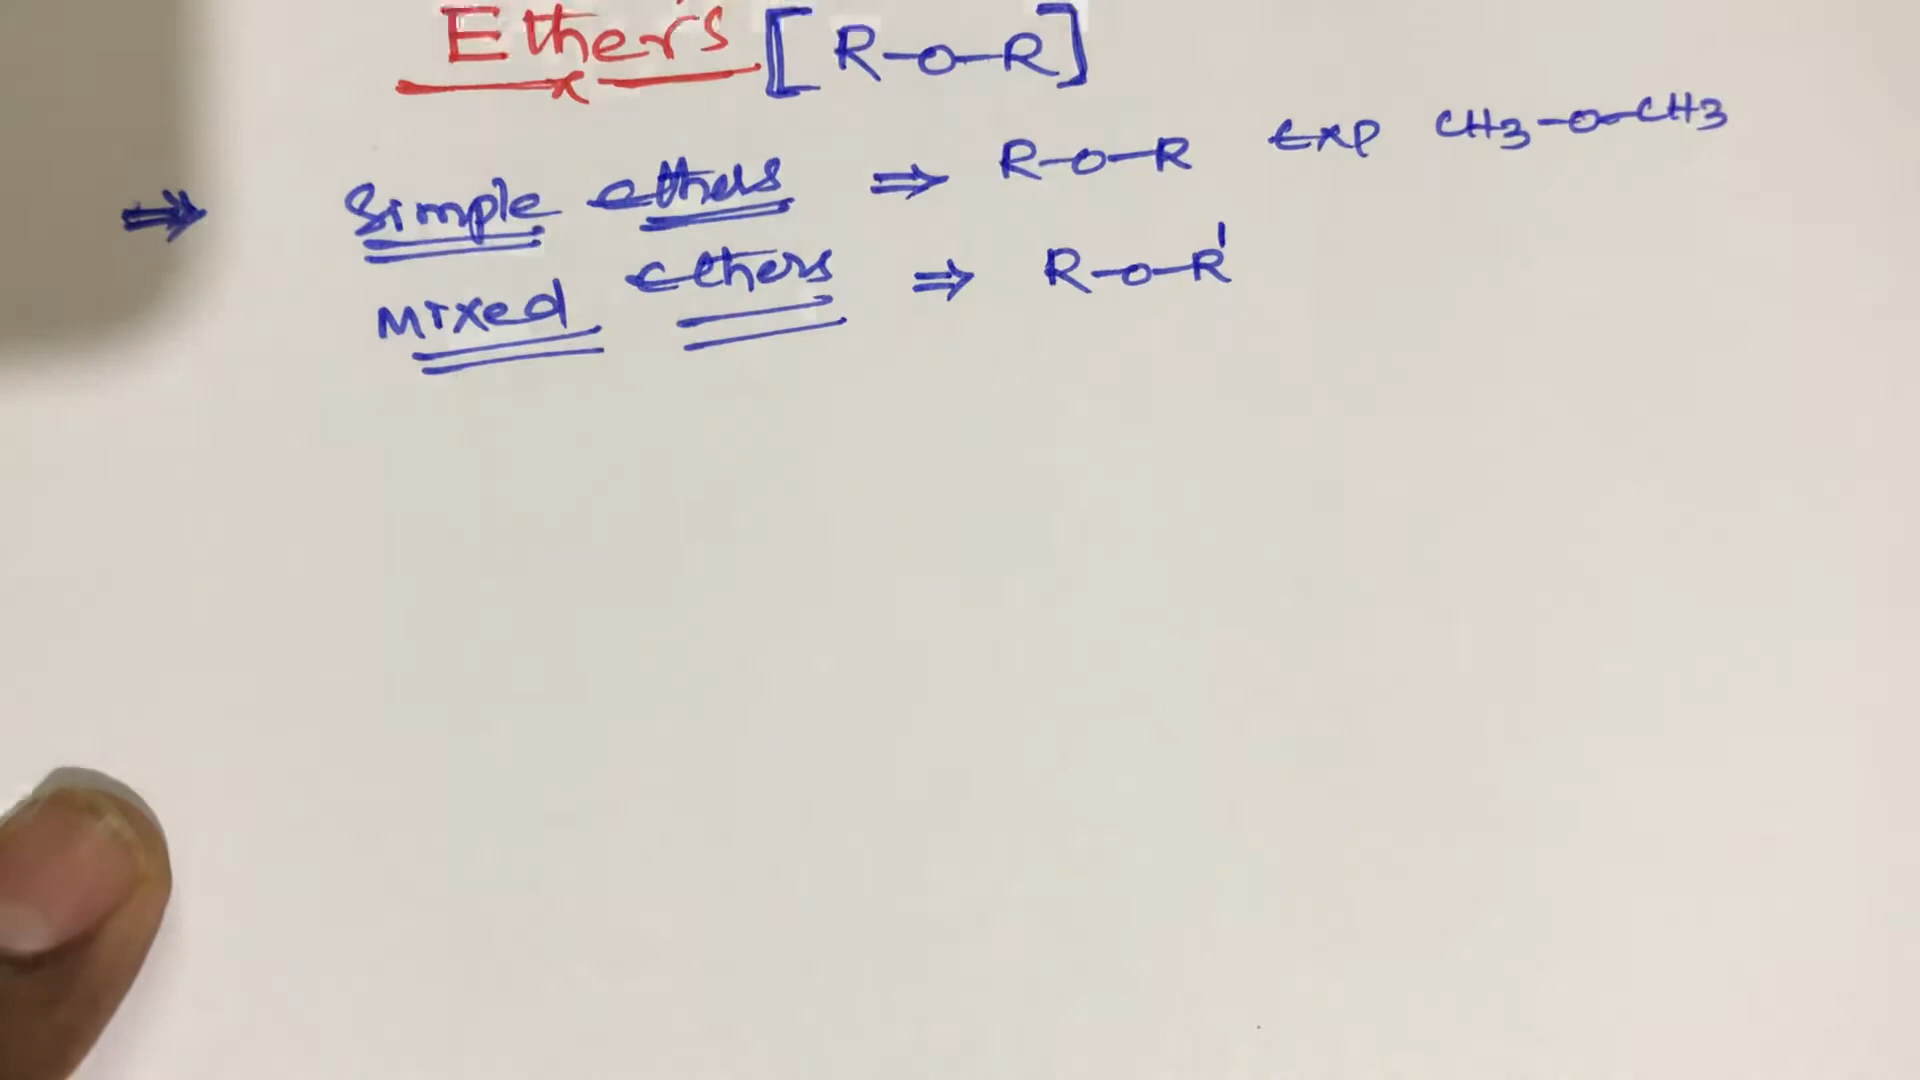 Ethers [R-O-R]
⇒ Simple ethers ⇒ R-O-R Exp CH3-O-CH3
Mixed ethers ⇒ R-O-R'